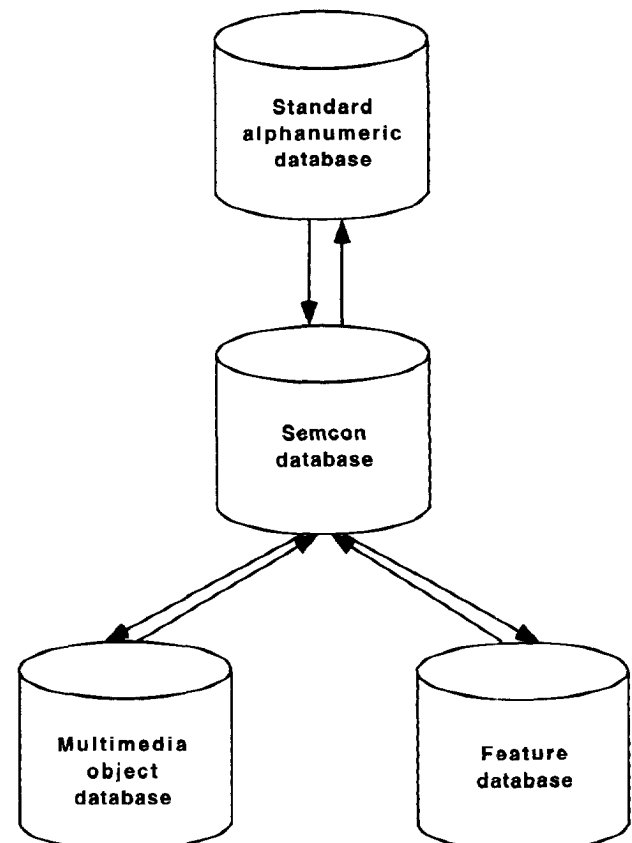 Standard
alphanumeric
database
Semcon
database
Multimedia
object
database
Feature
database